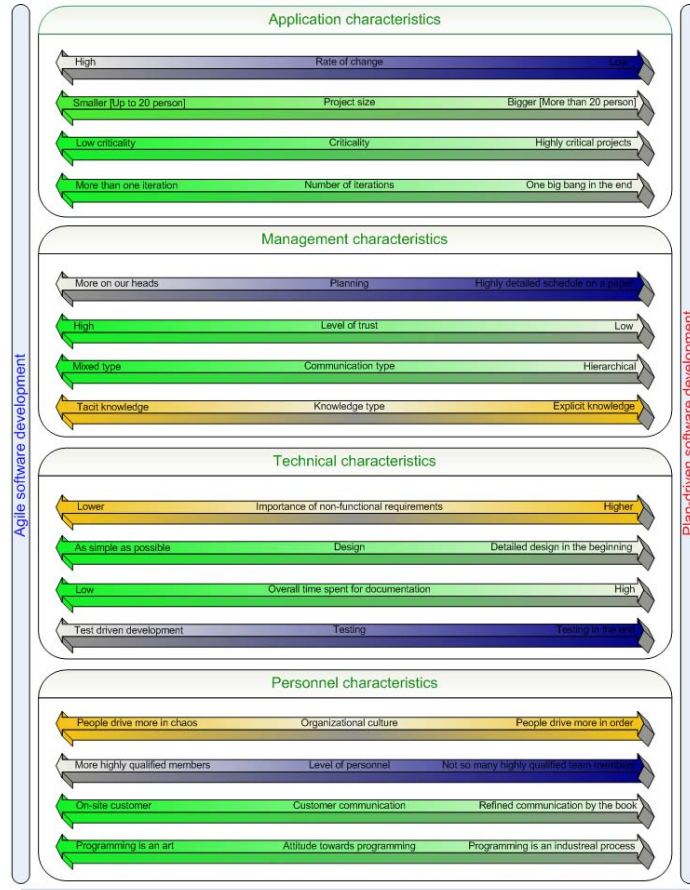 Application characteristics
High Rate of change Low
Smaller [Up to 20 person] Project size Bigger [More than 20 person]
Low criticality Criticality Highly critical projects
More than one iteration Number of iterations One big bang in the end
Management characteristics
More on our heads Planning Highly detailed schedule on a paper
High Level of trust Low
Mixed type Communication type Hierarchical
Tacit knowledge Knowledge type Explicit knowledge
Agile software development
Plan-driven software development
Technical characteristics
Lower Importance of non-functional requirements Higher
As simple as possible Design Detailed design in the beginning
Low Overall time spent for documentation High
Test driven development Testing Testing in the end
Personnel characteristics
People drive more in chaos Organizational culture People drive more in order
More highly qualified members Level of personnel Not so many highly qualified team members
On-site customer Customer communication Refined communication by the book
Programming is an art Attitude towards programming Programming is an industreal process